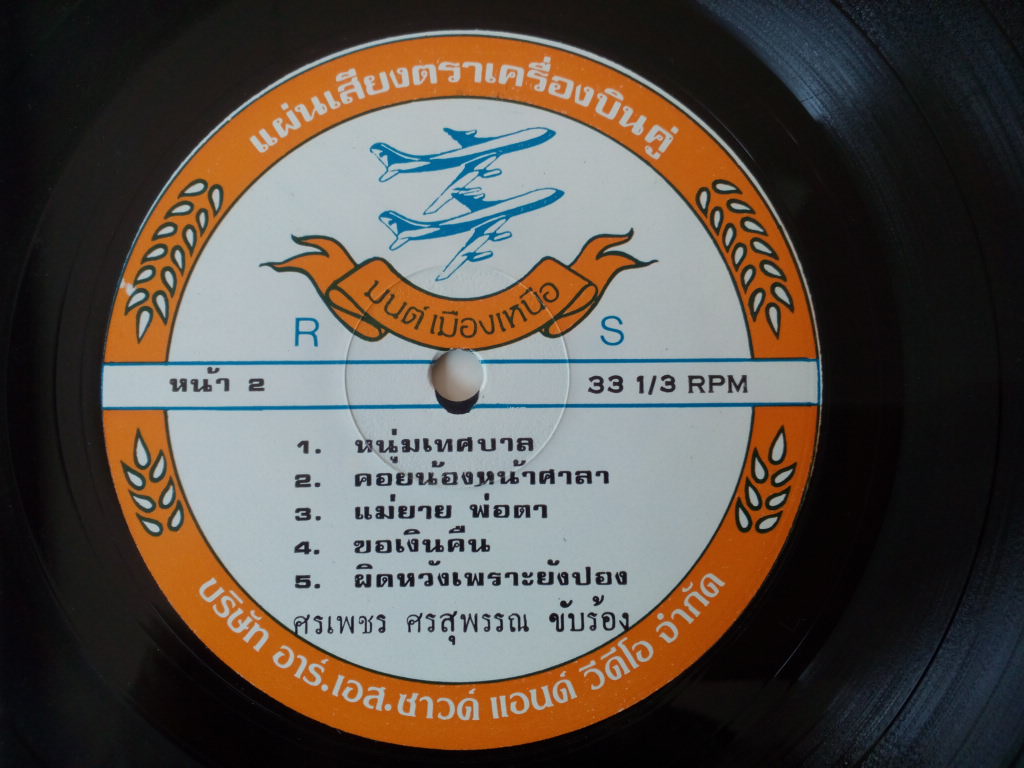 แผ่นเสียงตราเครื่องบินคู่
มนต์เมืองเหนือ
R S
หน้า 2 33 1/3 RPM
1. หนุ่มเทศบาล
2. คอยน้องหน้าศาลา
3. แม่ยาย พ่อตา
4. ขอเงินคืน
5. ผิดหวังเพราะยังปอง
ศรเพชร ศรสุพรรณ ขับร้อง
บริษัท อาร์.เอส.ซาวด์ แอนด์ วีดีโอ จำกัด